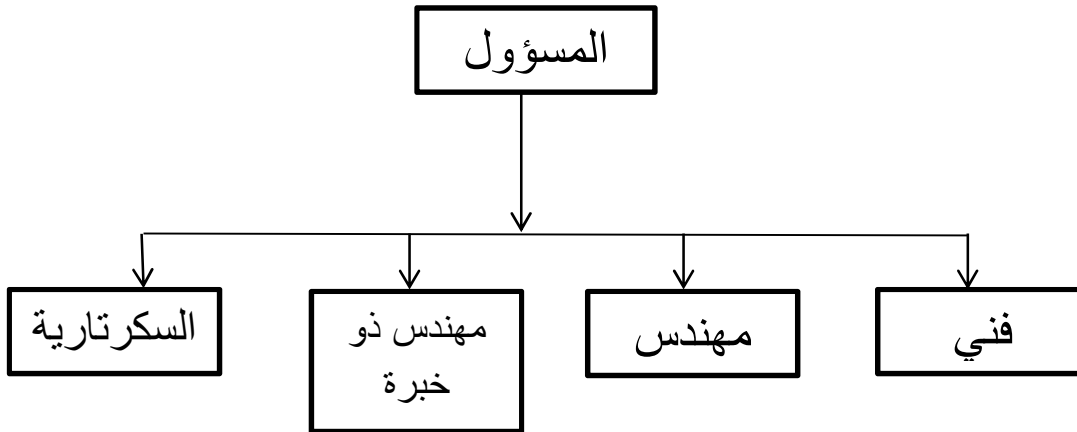 المسؤول
فني
مهندس
مهندس ذو
خبرة
السكرتارية